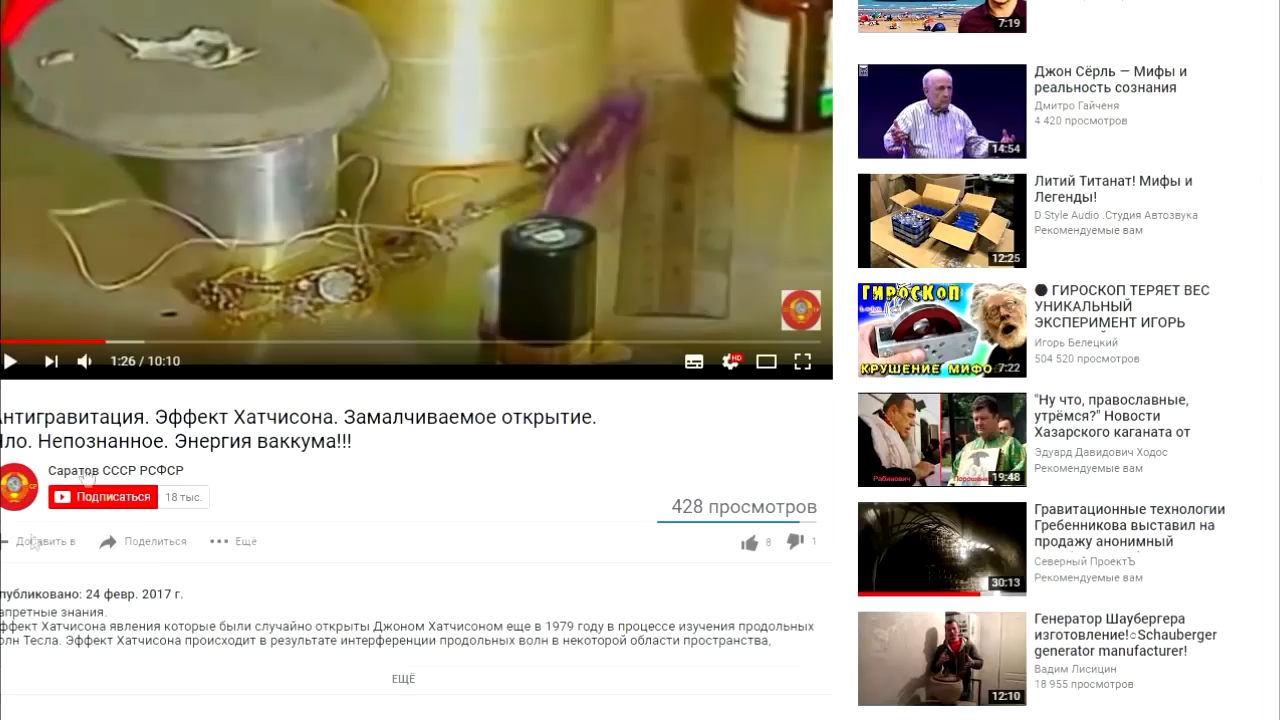 1:26 / 10:10
HD
Антигравитация. Эффект Хатчисона. Замалчиваемое открытие.
Нло. Непознанное. Энергия ваккума!!!
Саратов СССР РСФСР
Подписаться
18 тыс.
428 просмотров
Добавить в
Поделиться
Ещё
8
1
публиковано: 24 февр. 2017 г.
апретные знания.
ффект Хатчисона явления которые были случайно открыты Джоном Хатчисоном еще в 1979 году в процессе изучения продольных
олн Тесла. Эффект Хатчисона происходит в результате интерференции продольных волн в некоторой области пространства,
ЕЩЁ
7:19
14:54
Джон Сёрль — Мифы и
реальность сознания
Дмитро Гайченя
4 420 просмотров
12:25
Литий Титанат! Мифы и
Легенды!
D Style Audio .Студия Автозвука
Рекомендуемые вам
ГИРОСКОП
КРУШЕНИЕ МИФО
7:22
● ГИРОСКОП ТЕРЯЕТ ВЕС
УНИКАЛЬНЫЙ
ЭКСПЕРИМЕНТ ИГОРЬ
Игорь Белецкий
504 520 просмотров
Рабинович
19:48
"Ну что, православные,
утрёмся?" Новости
Хазарского каганата от
Эдуард Давидович Ходос
Рекомендуемые вам
30:13
Гравитационные технологии
Гребенникова выставил на
продажу анонимный
Северный ПроектЪ
Рекомендуемые вам
12:10
Генератор Шаубергера
изготовление!○Schauberger
generator manufacturer!
Вадим Лисицин
18 955 просмотров